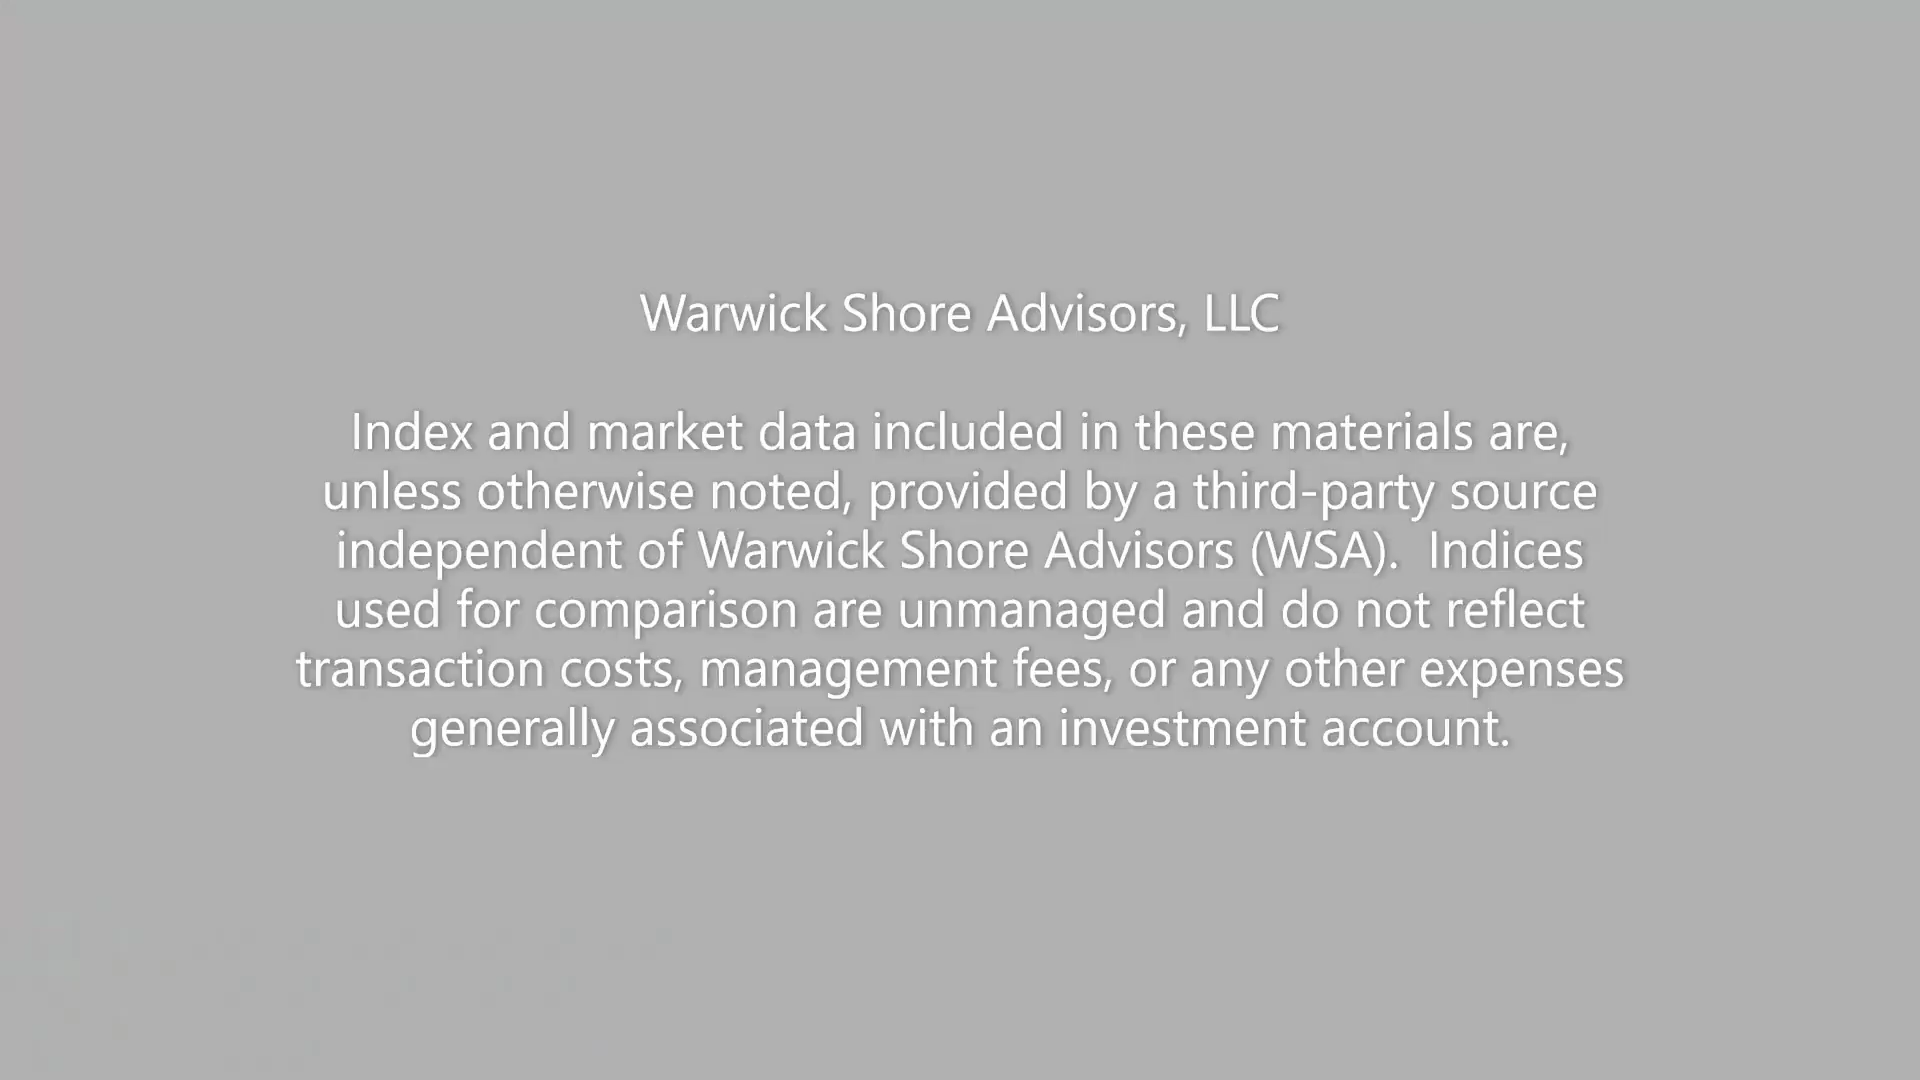 Warwick Shore Advisors, LLC
Index and market data included in these materials are,
unless otherwise noted, provided by a third-party source
independent of Warwick Shore Advisors (WSA).  Indices
used for comparison are unmanaged and do not reflect
transaction costs, management fees, or any other expenses
generally associated with an investment account.